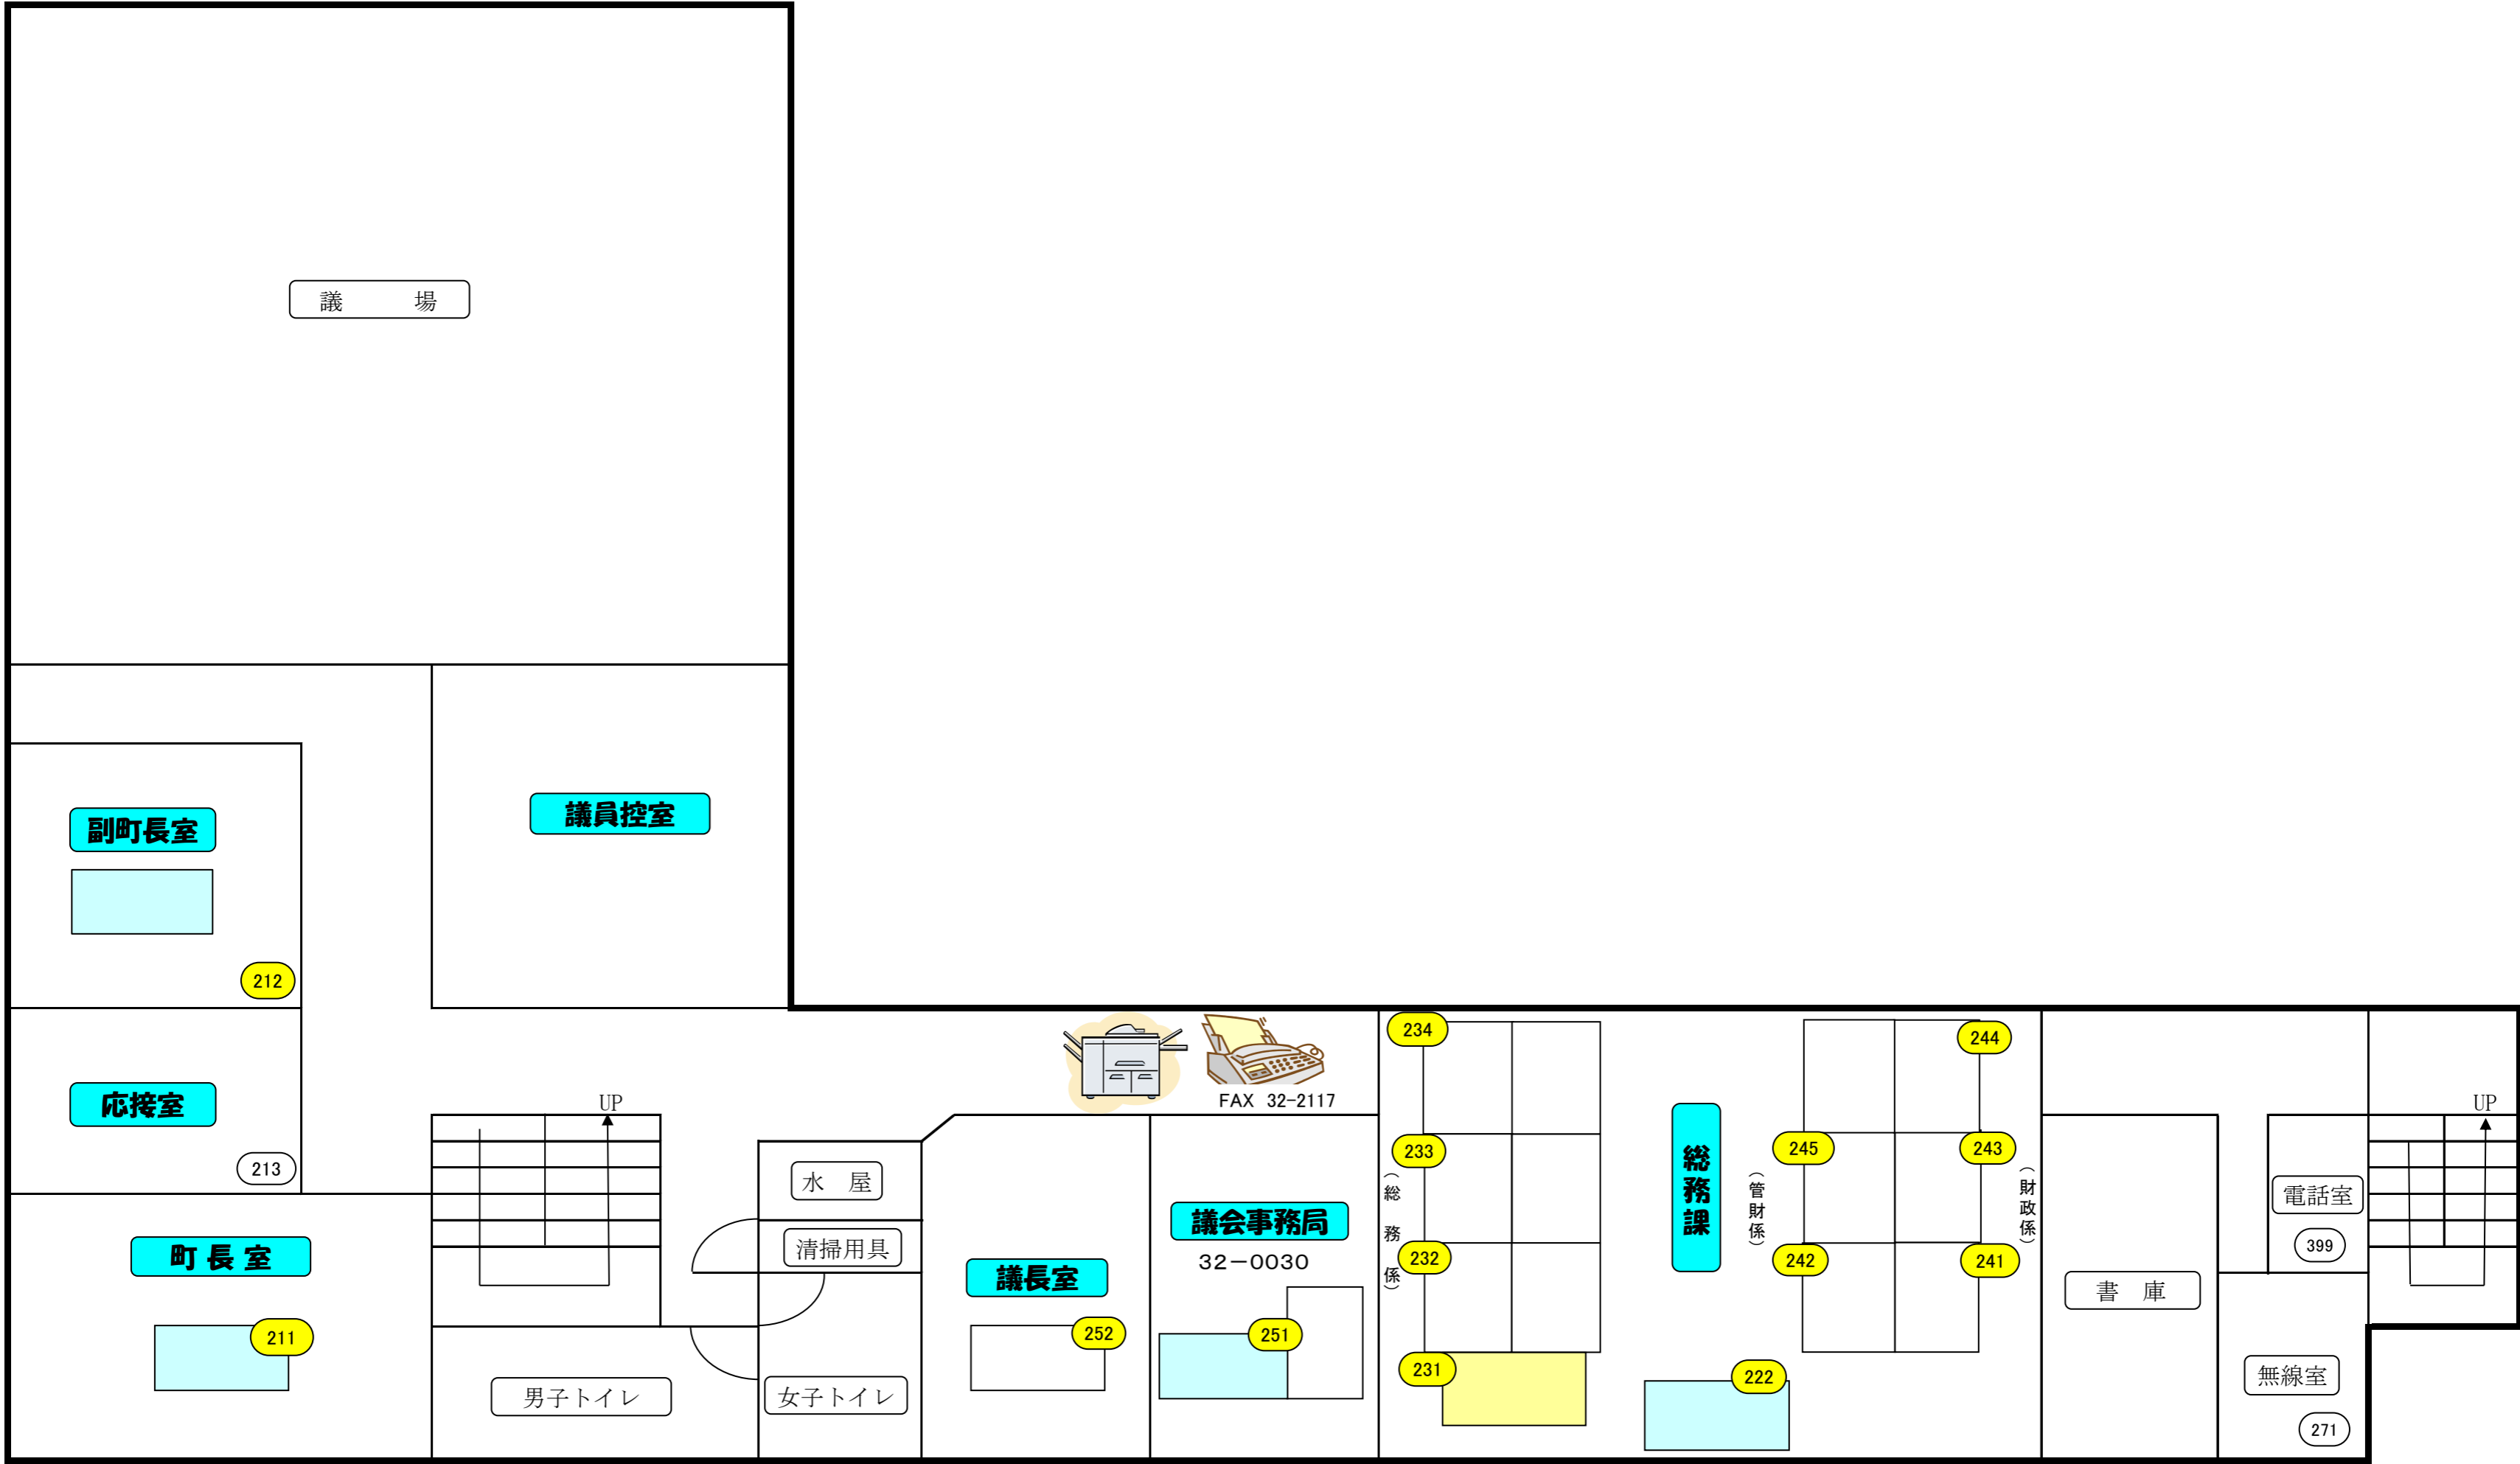 議　　場
副町長室
議員控室
212
応接室
213
町 長 室
211
UP
男子トイレ
水　屋
清掃用具
女子トイレ
議長室
252
FAX 32-2117
議会事務局
32−0030
251
234
233
232
231
（総　務　係）
総務課
222
（管財係）
245
242
244
243
241
（財政係）
書　庫
電話室
399
無線室
271
UP